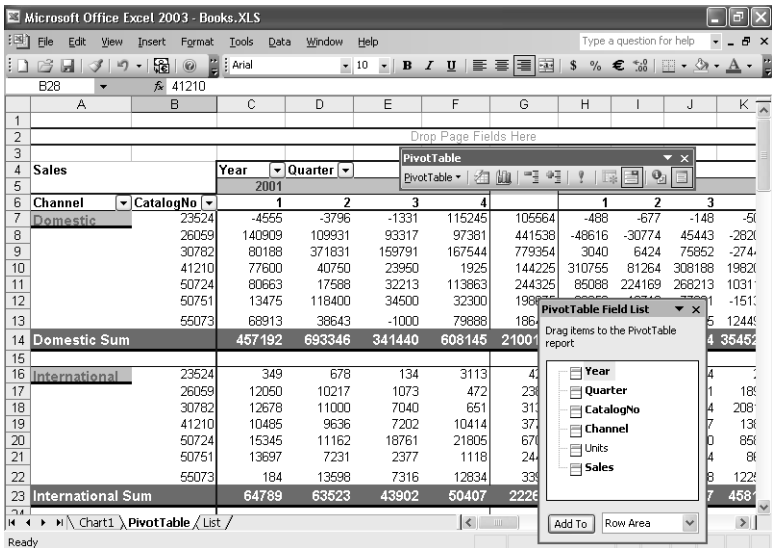 Microsoft Office Excel 2003 - Books.XLS
File Edit View Insert Format Tools Data Window Help Type a question for help
Arial 10 B I U $ % €
B28 fx 41210
A B C D E F G H I J K
1
2 Drop Page Fields Here
3 PivotTable
4 Sales Year Quarter PivotTable
5 2001
6 Channel CatalogNo 1 2 3 4 1 2 3
7 Domestic 23524 -4555 -3796 -1331 115245 105564 -488 -677 -148
8 26059 140909 109931 93317 97381 441538 -48616 -30774 45443
9 30782 80188 371831 159791 167544 779354 3040 6424 75852
10 41210 77600 40750 23950 1925 144225 310755 81264 308188
11 50724 80663 17588 32213 113863 244325 85088 224169 268213
12 50751 13475 118400 34500 32300
13 55073 68913 38643 -1000 79888
14 Domestic Sum 457192 693346 341440 608145
15
16 International 23524 349 678 134 3113
17 26059 12050 10217 1073 472
18 30782 12678 11000 7040 651
19 41210 10485 9636 7202 10414
20 50724 15345 11162 18761 21805
21 50751 13697 7231 2377 1118
22 55073 184 13598 7316 12834
23 International Sum 64789 63523 43902 50407
PivotTable Field List
Drag items to the PivotTable
report
Year
Quarter
CatalogNo
Channel
Units
Sales
Add To Row Area
Chart1 PivotTable List
Ready